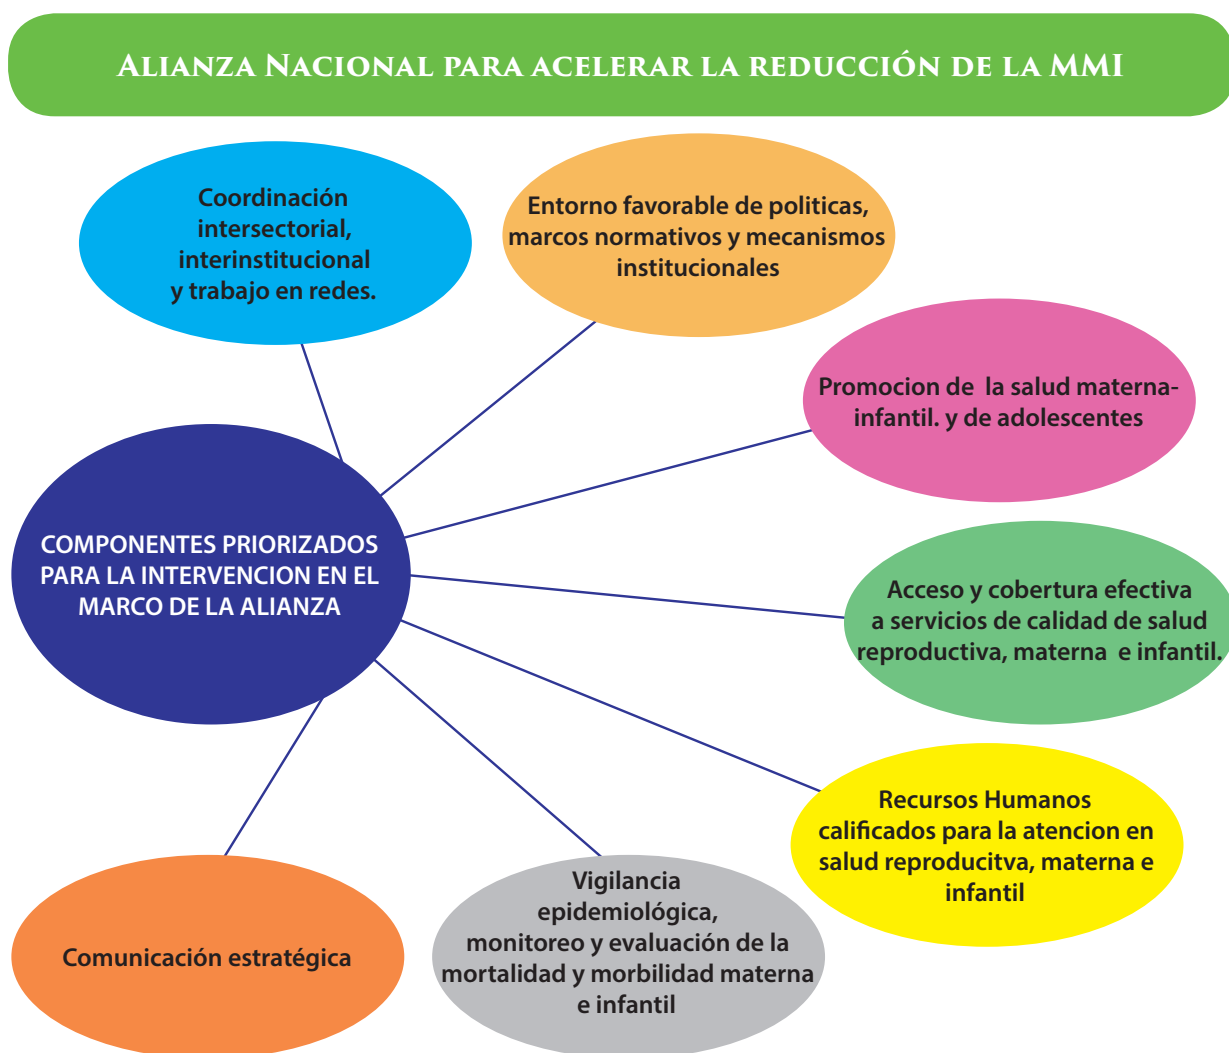 ALIANZA NACIONAL PARA ACELERAR LA REDUCCIÓN DE LA MMI
Coordinación
intersectorial,
interinstitucional
y trabajo en redes.
Entorno favorable de politicas,
marcos normativos y mecanismos
institucionales
Promocion de la salud materna-
infantil. y de adolescentes
COMPONENTES PRIORIZADOS
PARA LA INTERVENCION EN EL
MARCO DE LA ALIANZA
Acceso y cobertura efectiva
a servicios de calidad de salud
reproductiva, materna e infantil.
Recursos Humanos
calificados para la atencion en
salud reproducitva, materna e
infantil
Vigilancia
epidemiológica,
monitoreo y evaluación de la
mortalidad y morbilidad materna
e infantil
Comunicación estratégica